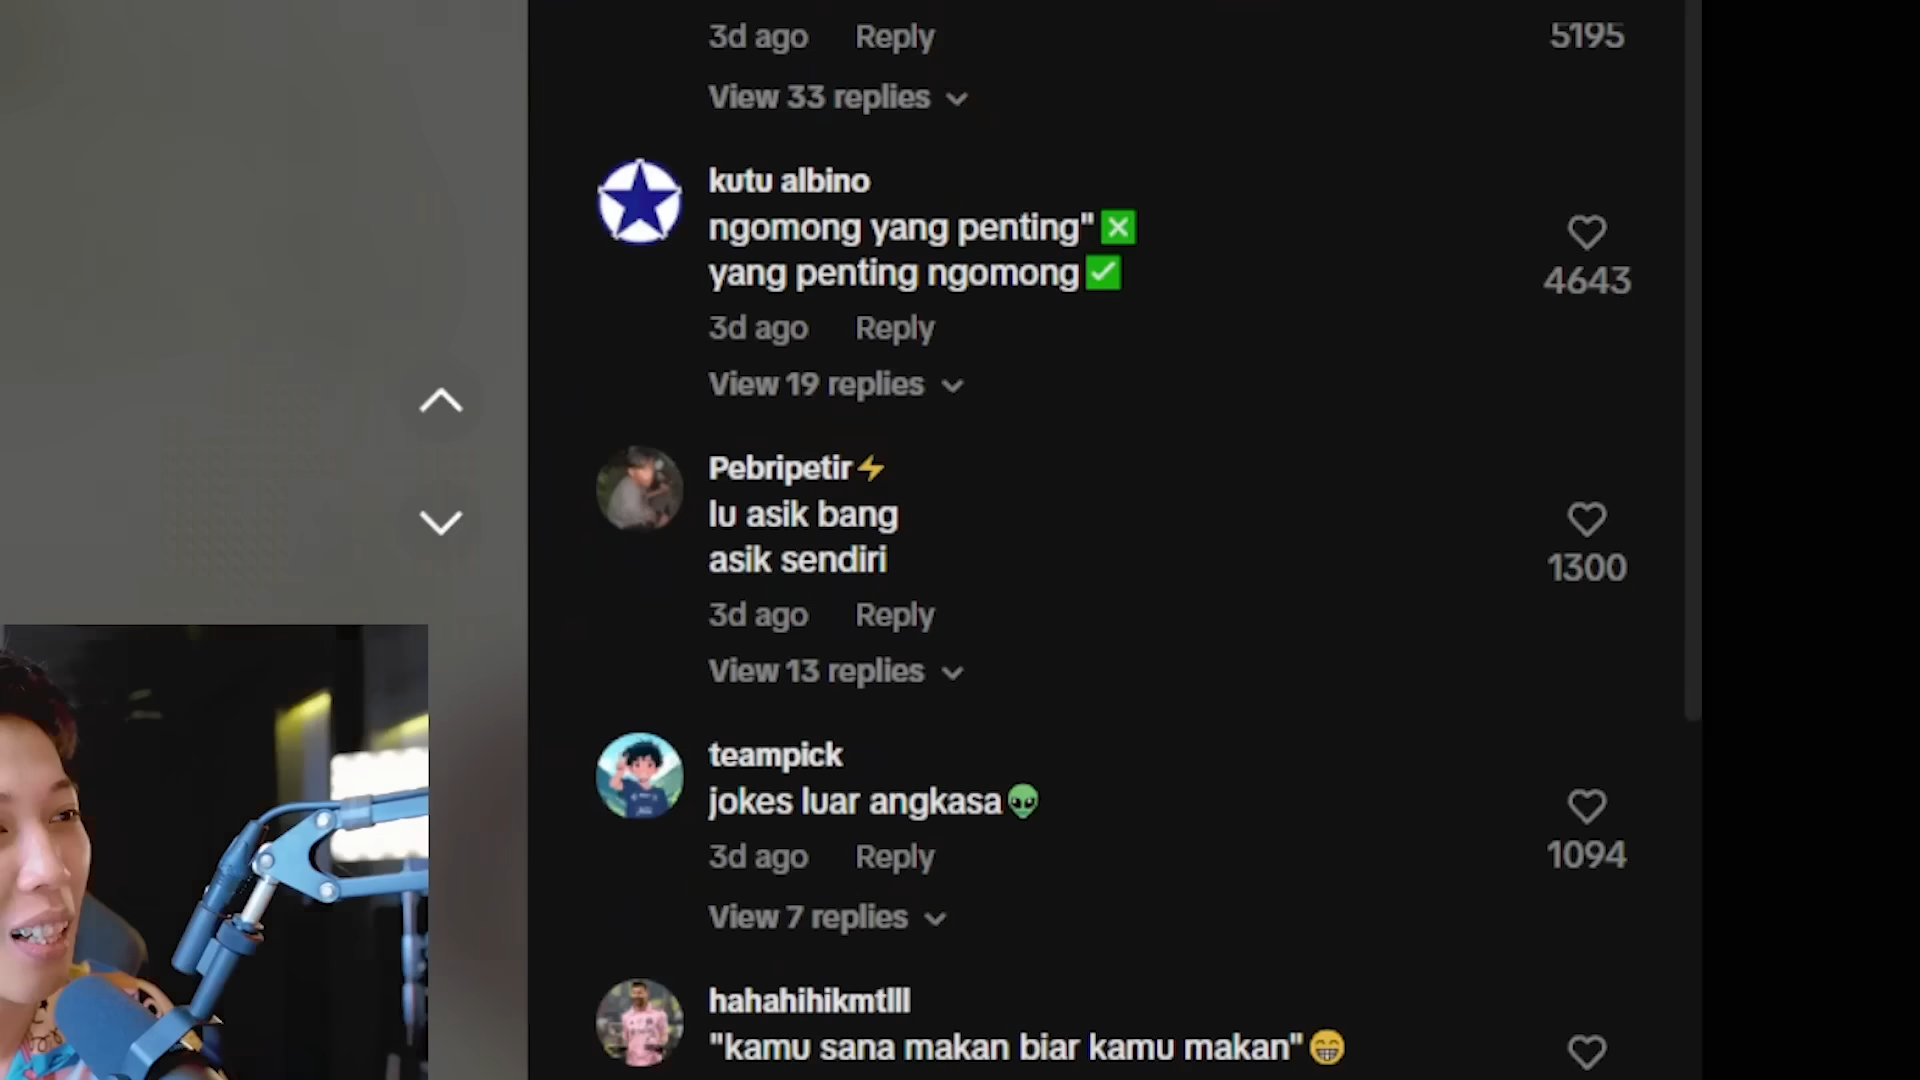 3d ago Reply 5195
View 33 replies
kutu albino
ngomong yang penting" ❎
yang penting ngomong ✅
4643
3d ago Reply
View 19 replies
Pebripetir⚡
lu asik bang
asik sendiri
1300
3d ago Reply
View 13 replies
teampick
jokes luar angkasa👽
1094
3d ago Reply
View 7 replies
hahahihikmtlll
"kamu sana makan biar kamu makan"😁